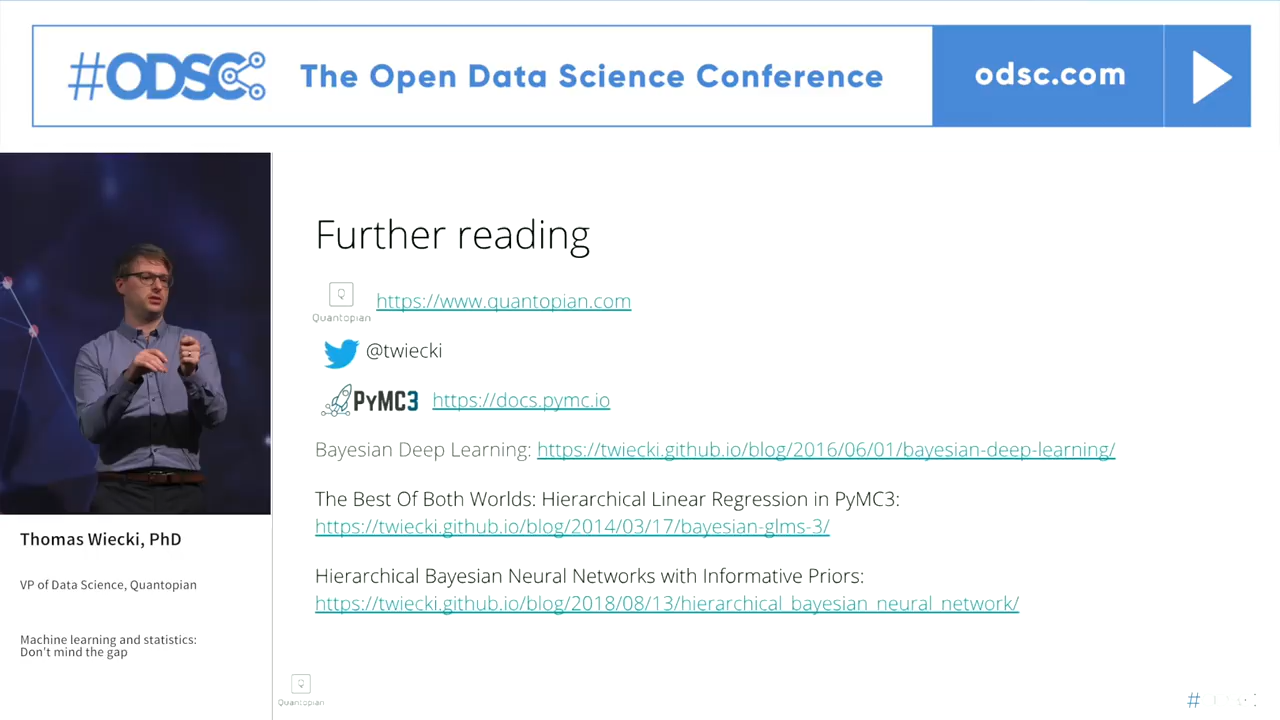 #ODSC
The Open Data Science Conference
odsc.com
Further reading
Q
Quantopian
https://www.quantopian.com
@twiecki
PyMC3
https://docs.pymc.io
Bayesian Deep Learning: https://twiecki.github.io/blog/2016/06/01/bayesian-deep-learning/
The Best Of Both Worlds: Hierarchical Linear Regression in PyMC3:
https://twiecki.github.io/blog/2014/03/17/bayesian-glms-3/
Hierarchical Bayesian Neural Networks with Informative Priors:
https://twiecki.github.io/blog/2018/08/13/hierarchical_bayesian_neural_network/
Thomas Wiecki, PhD
VP of Data Science, Quantopian
Machine learning and statistics:
Don't mind the gap
Q
Quantopian
#